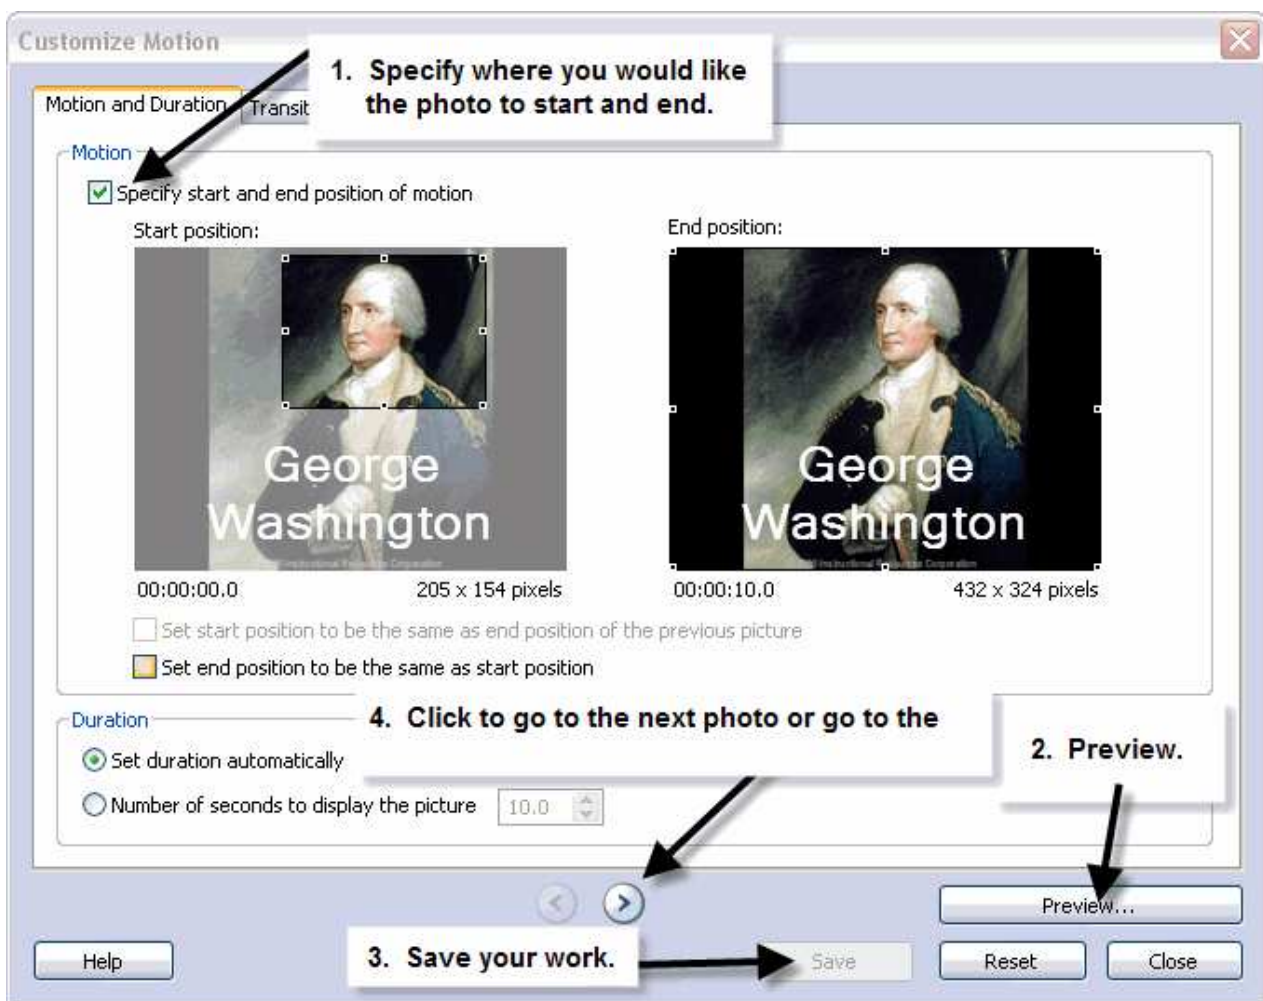 Customize Motion
1. Specify where you would like
the photo to start and end.
Motion and Duration
Transit
Motion
Specify start and end position of motion
Start position:
End position:
George
Washington
George
Washington
00:00:00.0
205 x 154 pixels
00:00:10.0
432 x 324 pixels
Set start position to be the same as end position of the previous picture
Set end position to be the same as start position
4. Click to go to the next photo or go to the
Duration
2. Preview.
Set duration automatically
Number of seconds to display the picture
10.0
Preview...
3. Save your work.
Help
Save
Reset
Close